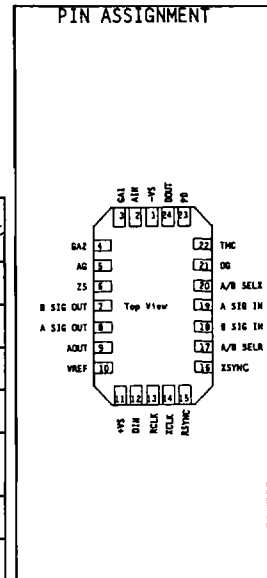 PIN ASSIGNMENT
GA1 AIN -VS DOUT PD
3 2 1 24 23
GA2 4 22 TMC
AG 5 21 DG
ZS 6 20 A/B SELX
B SIG OUT 7 Top View 19 A SIG IN
A SIG OUT 8 18 B SIG IN
AOUT 9 17 A/B SELR
VREF 10 16 XSYNC
11 12 13 14 15
+VS DIN RCLK XCLK RSYNC